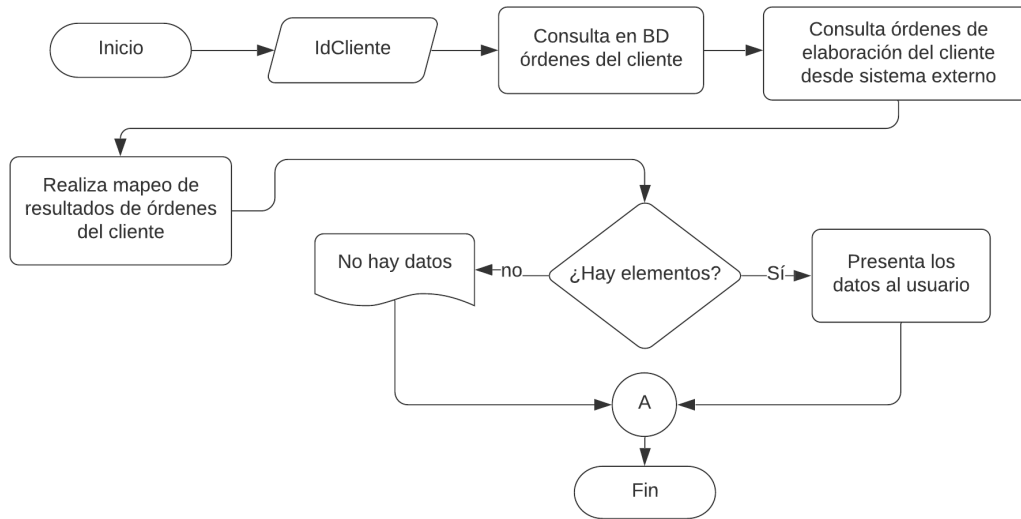 Inicio
IdCliente
Consulta en BD
órdenes del cliente
Consulta órdenes de
elaboración del cliente
desde sistema externo
Realiza mapeo de
resultados de órdenes
del cliente
No hay datos
no
¿Hay elementos?
Sí
Presenta los
datos al usuario
A
Fin